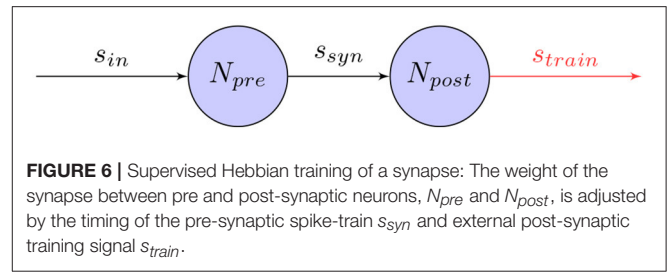 s_in s_syn s_train
N_pre N_post
FIGURE 6 | Supervised Hebbian training of a synapse: The weight of the
synapse between pre and post-synaptic neurons, N_pre and N_post, is adjusted
by the timing of the pre-synaptic spike-train s_syn and external post-synaptic
training signal s_train.